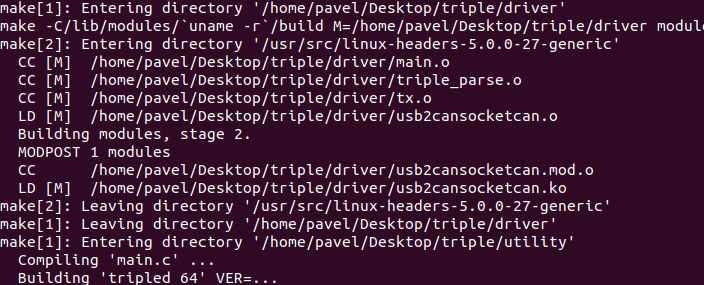 make[1]: Entering directory '/home/pavel/Desktop/triple/driver'
make -C/lib/modules/`uname -r`/build M=/home/pavel/Desktop/triple/driver modul
make[2]: Entering directory '/usr/src/linux-headers-5.0.0-27-generic'
CC [M]  /home/pavel/Desktop/triple/driver/main.o
CC [M]  /home/pavel/Desktop/triple/driver/triple_parse.o
CC [M]  /home/pavel/Desktop/triple/driver/tx.o
LD [M]  /home/pavel/Desktop/triple/driver/usb2cansocketcan.o
Building modules, stage 2.
MODPOST 1 modules
CC      /home/pavel/Desktop/triple/driver/usb2cansocketcan.mod.o
LD [M]  /home/pavel/Desktop/triple/driver/usb2cansocketcan.ko
make[2]: Leaving directory '/usr/src/linux-headers-5.0.0-27-generic'
make[1]: Leaving directory '/home/pavel/Desktop/triple/driver'
make[1]: Entering directory '/home/pavel/Desktop/triple/utility'
Compiling 'main.c' ...
Building 'tripled 64' VER=...